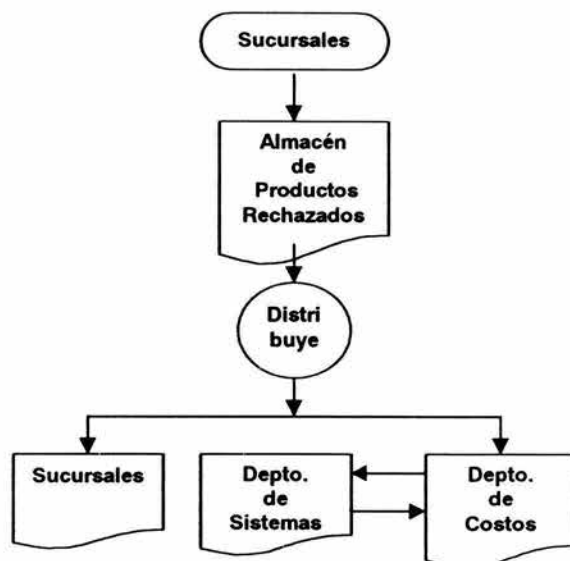 Sucursales
Almacén
de
Productos
Rechazados
Distri
buye
Sucursales
Depto.
de
Sistemas
Depto.
de
Costos